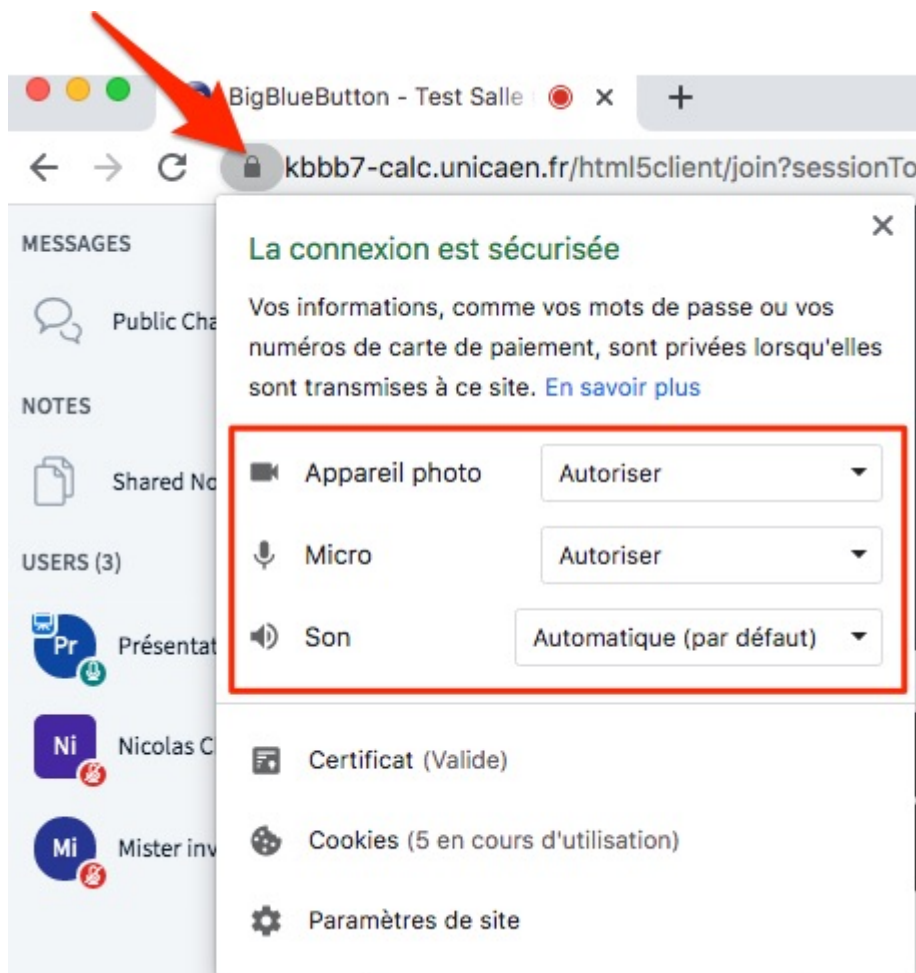 BigBlueButton - Test Salle
kbbb7-calc.unicaen.fr/html5client/join?sessionTo
MESSAGES
Public Cha
NOTES
Shared No
USERS (3)
Pr
Présentat
Ni
Nicolas C
Mi
Mister inv
La connexion est sécurisée
Vos informations, comme vos mots de passe ou vos
numéros de carte de paiement, sont privées lorsqu'elles
sont transmises à ce site. En savoir plus
Appareil photo Autoriser
Micro Autoriser
Son Automatique (par défaut)
Certificat (Valide)
Cookies (5 en cours d'utilisation)
Paramètres de site